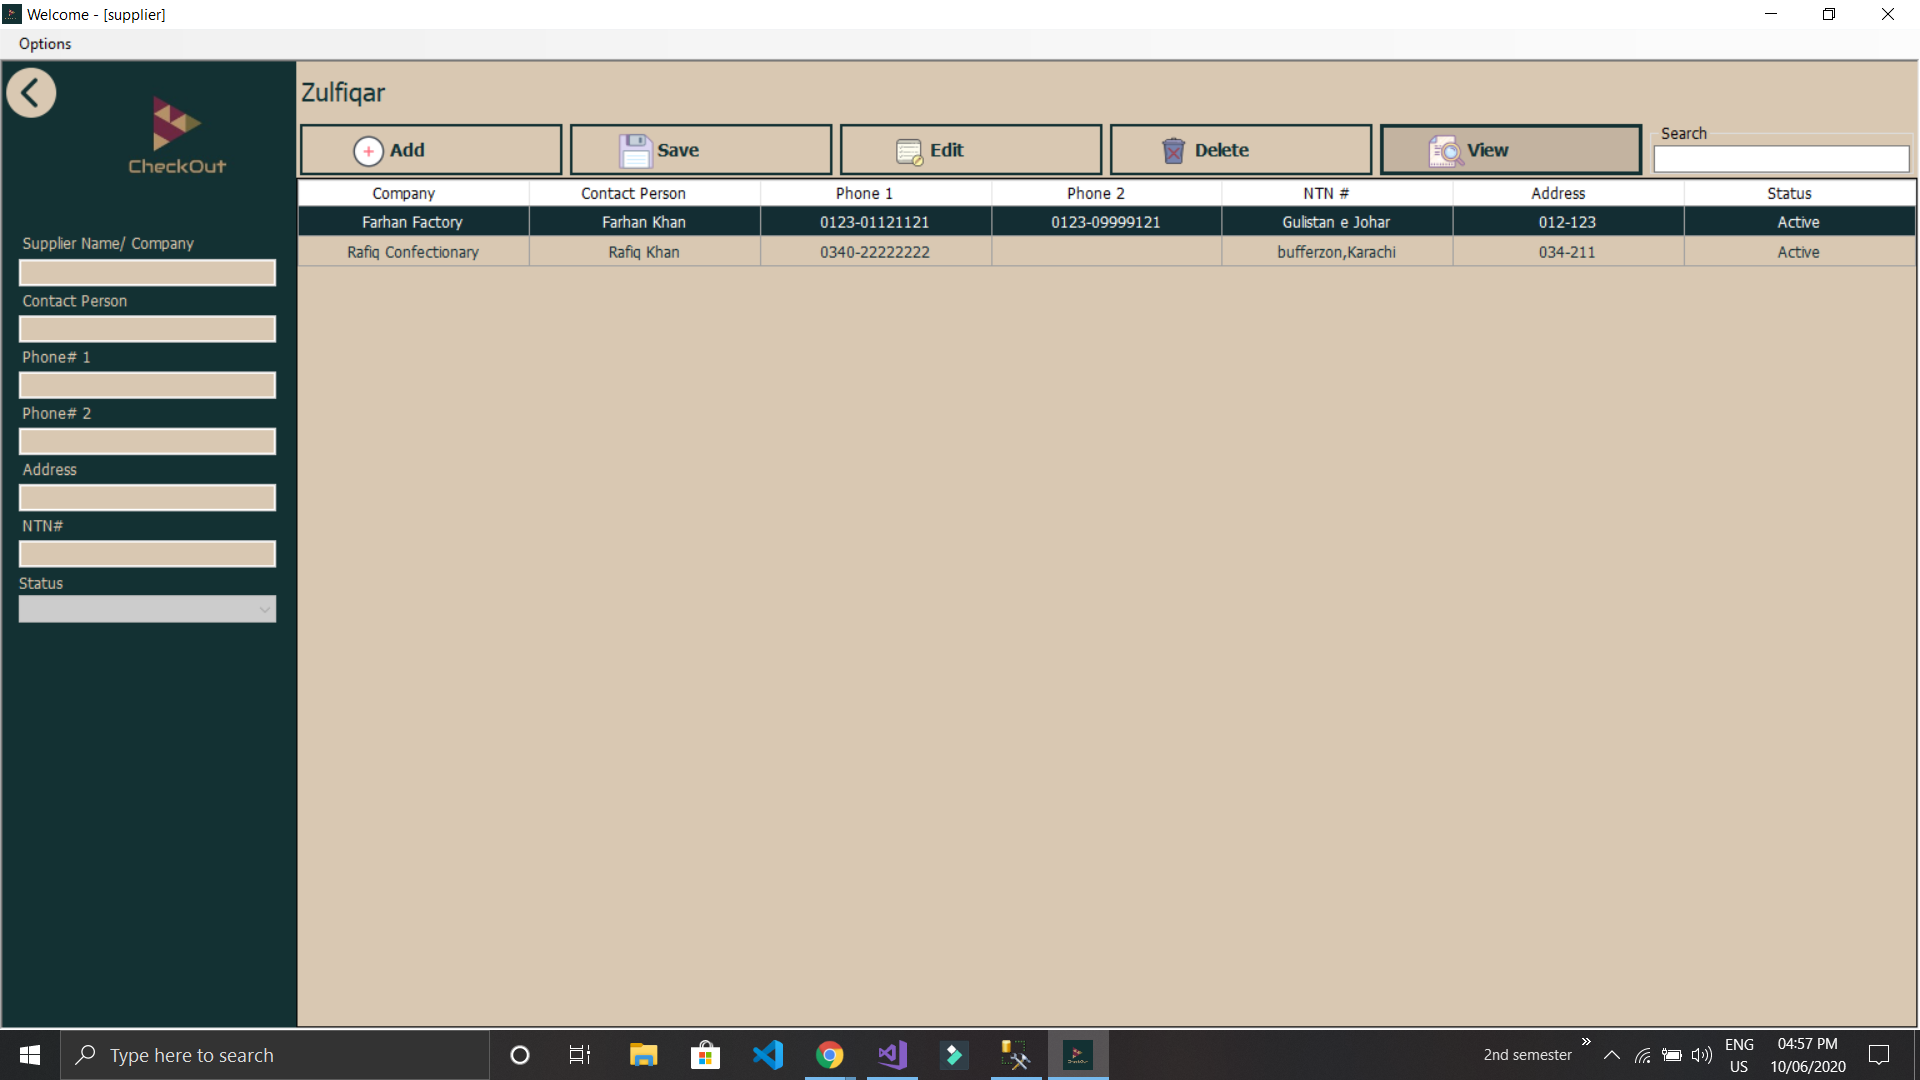 Welcome - [supplier]
Options
CheckOut
Zulfiqar
Add Save Edit Delete View Search
Company Contact Person Phone 1 Phone 2 NTN # Address Status
Farhan Factory Farhan Khan 0123-01121121 0123-09999121 Gulistan e Johar 012-123 Active
Rafiq Confectionary Rafiq Khan 0340-22222222 bufferzon,Karachi 034-211 Active
Supplier Name/ Company
Contact Person
Phone# 1
Phone# 2
Address
NTN#
Status
Type here to search
2nd semester
ENG
US
04:57 PM
10/06/2020